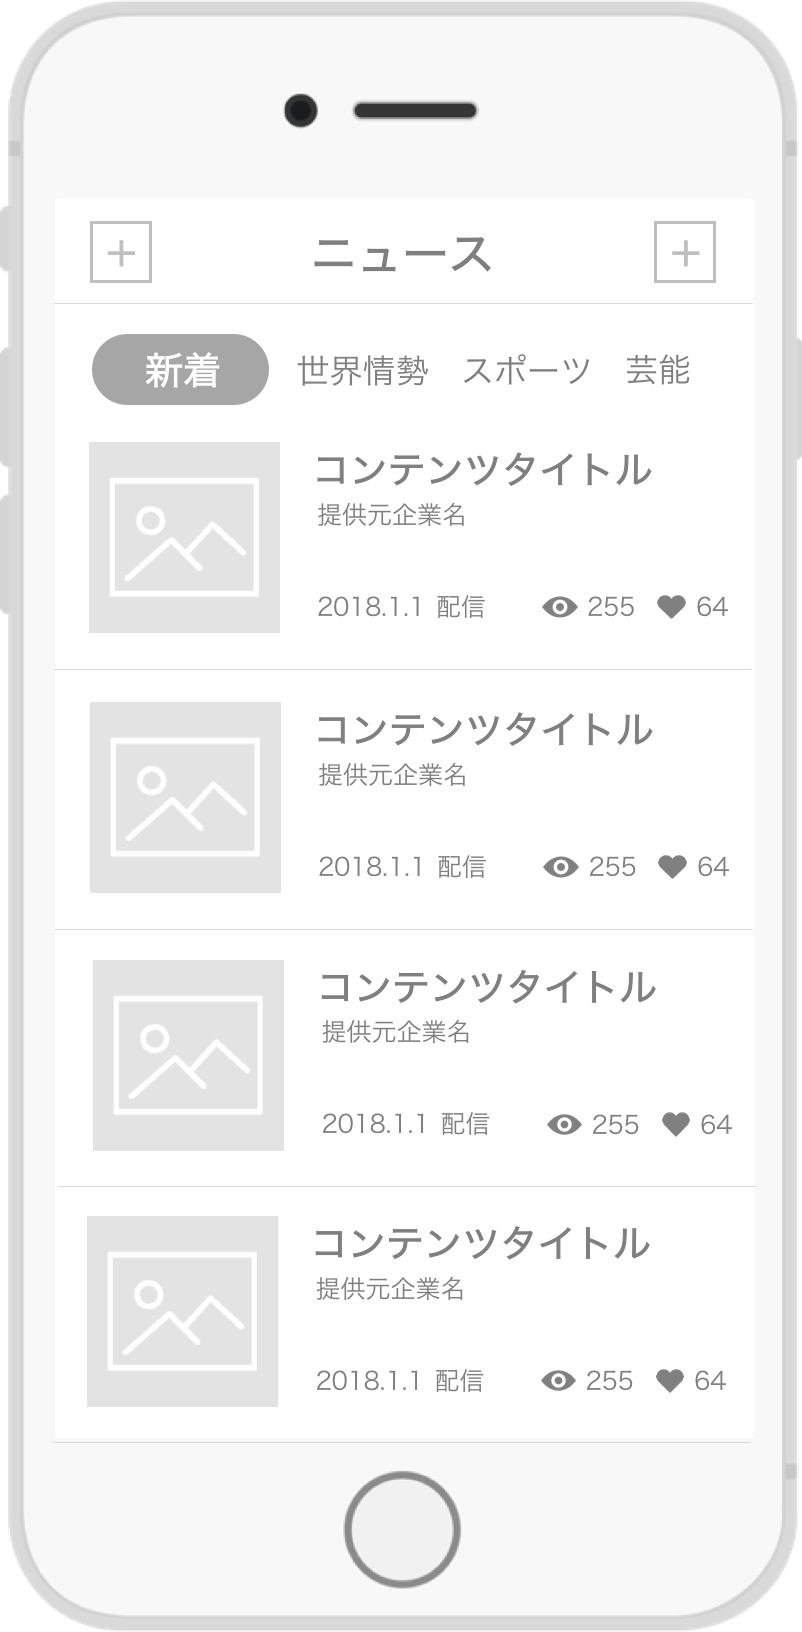 ニュース
新着 世界情勢 スポーツ 芸能
コンテンツタイトル
提供元企業名
2018.1.1 配信 255 64
コンテンツタイトル
提供元企業名
2018.1.1 配信 255 64
コンテンツタイトル
提供元企業名
2018.1.1 配信 255 64
コンテンツタイトル
提供元企業名
2018.1.1 配信 255 64